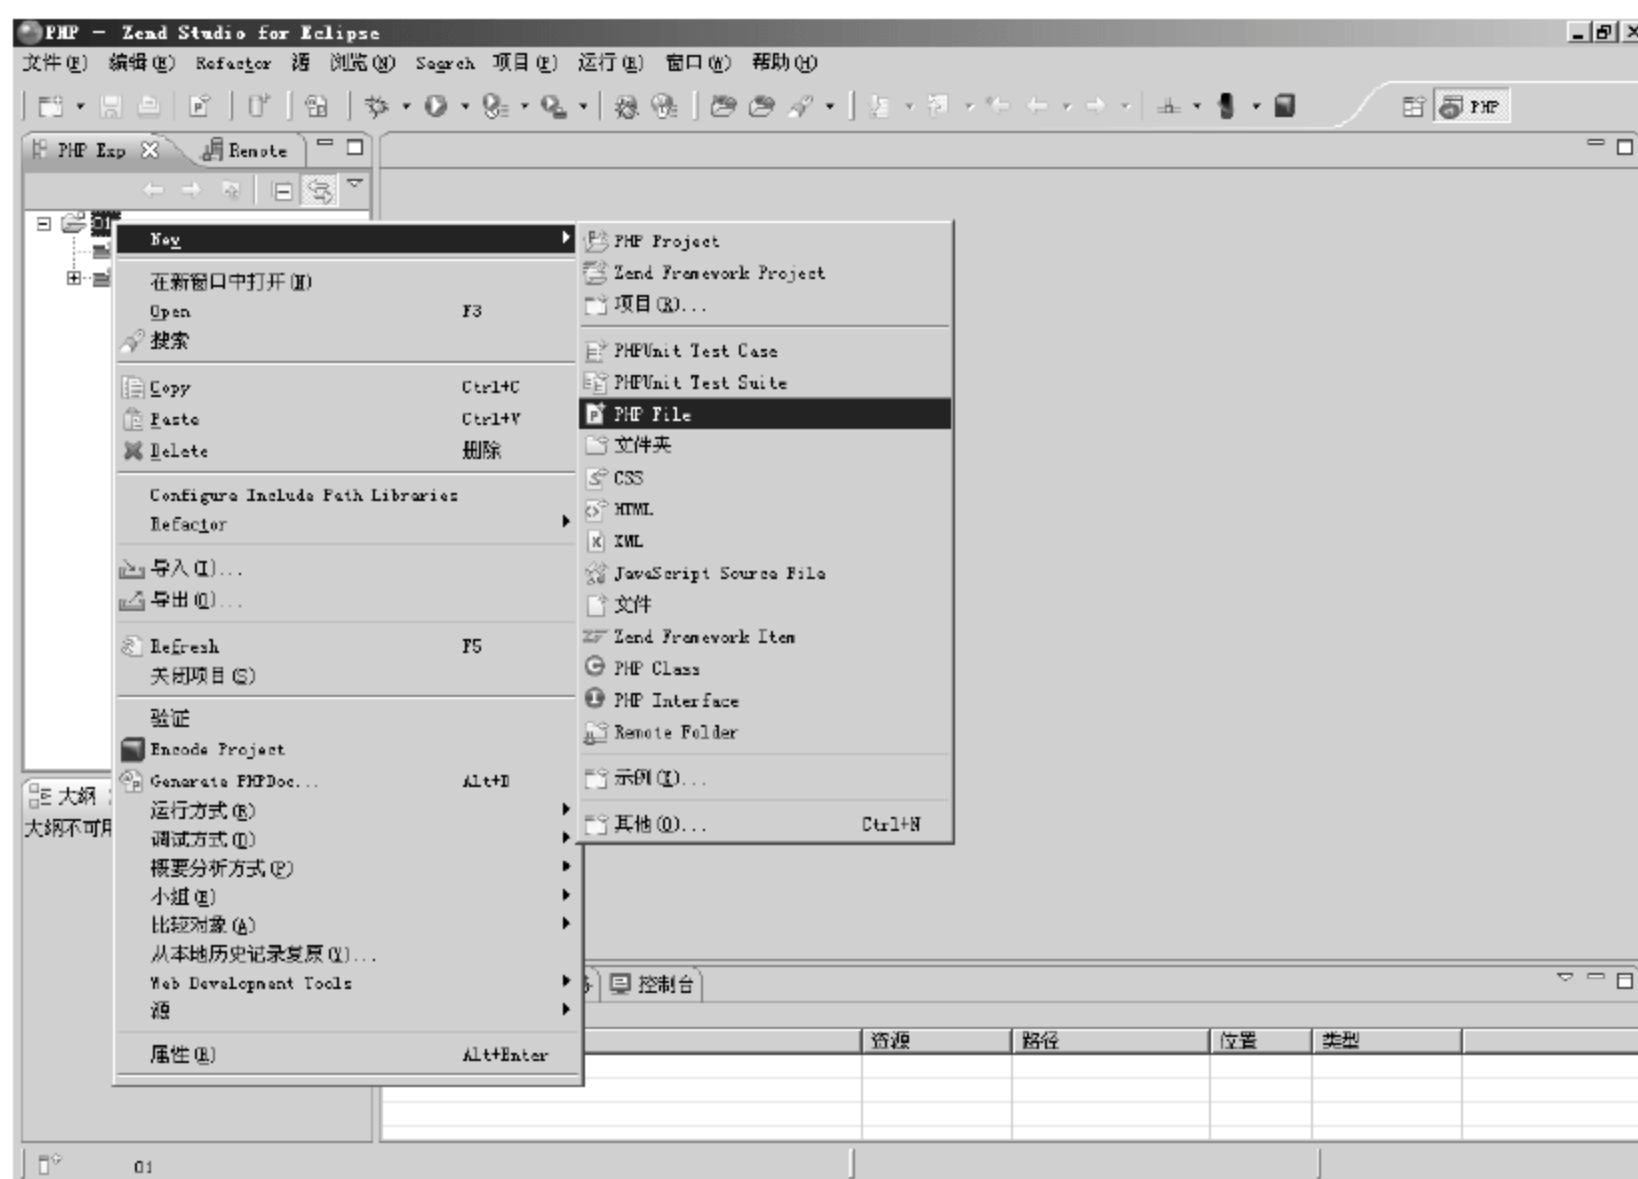 PHP - Zend Studio for Eclipse
文件(F) 编辑(E) Refactor 源 浏览(N) Search 项目(P) 运行(R) 窗口(W) 帮助(H)
PHP
PHP Exp Remote
01
New
在新窗口中打开(N)
Open F3
搜索
Copy Ctrl+C
Paste Ctrl+V
Delete 删除
Configure Include Path Libraries
Refactor
导入(I)...
导出(O)...
Refresh F5
关闭项目(S)
验证
Encode Project
Generate PHPDoc... Alt+D
运行方式(R)
调试方式(D)
概要分析方式(P)
小组(E)
比较对象(A)
从本地历史记录复原(Y)...
Web Development Tools
源
属性(R) Alt+Enter
PHP Project
Zend Framework Project
项目(R)...
PHPUnit Test Case
PHPUnit Test Suite
PHP File
文件夹
CSS
HTML
XML
JavaScript Source File
文件
Zend Framework Item
PHP Class
PHP Interface
Remote Folder
示例(X)...
其他(O)... Ctrl+N
大纲
大纲不可用
控制台
资源 路径 位置 类型
01